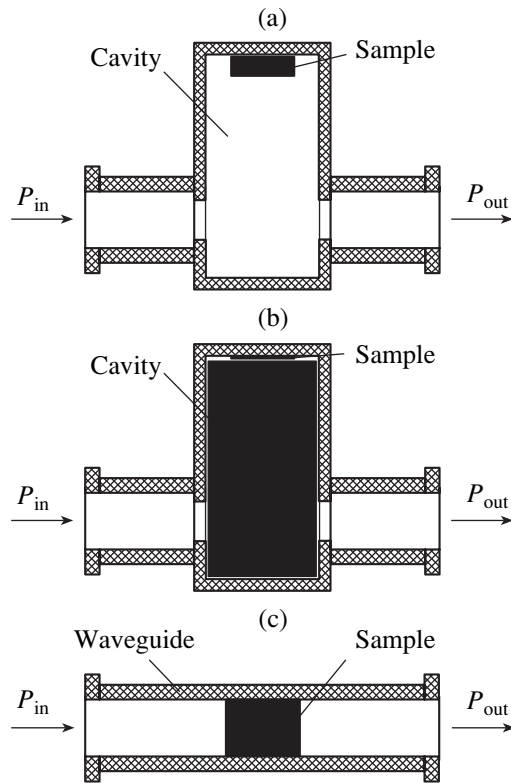 (a)
Cavity
Sample
P_in
P_out
(b)
Cavity
Sample
P_in
P_out
(c)
Waveguide
Sample
P_in
P_out